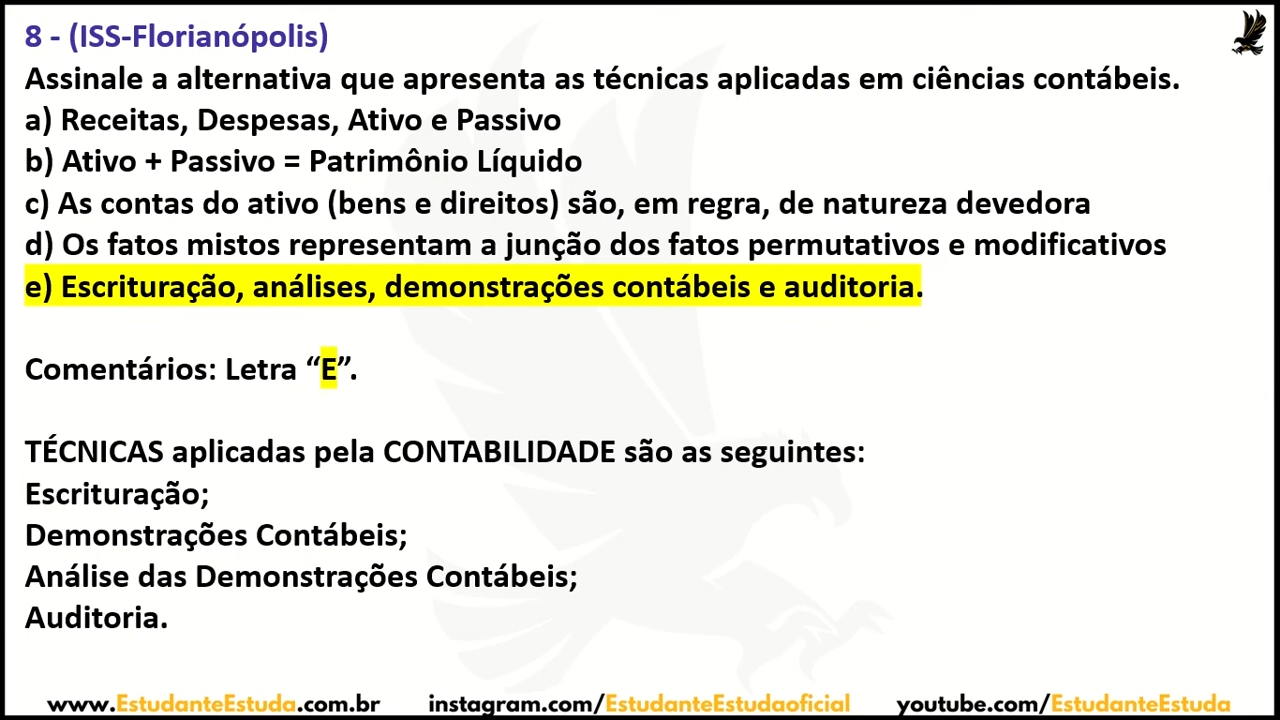 8 - (ISS-Florianópolis)
Assinale a alternativa que apresenta as técnicas aplicadas em ciências contábeis.
a) Receitas, Despesas, Ativo e Passivo
b) Ativo + Passivo = Patrimônio Líquido
c) As contas do ativo (bens e direitos) são, em regra, de natureza devedora
d) Os fatos mistos representam a junção dos fatos permutativos e modificativos
e) Escrituração, análises, demonstrações contábeis e auditoria.
Comentários: Letra “E”.
TÉCNICAS aplicadas pela CONTABILIDADE são as seguintes:
Escrituração;
Demonstrações Contábeis;
Análise das Demonstrações Contábeis;
Auditoria.
www.EstudanteEstuda.com.br instagram.com/EstudanteEstudaoficial youtube.com/EstudanteEstuda